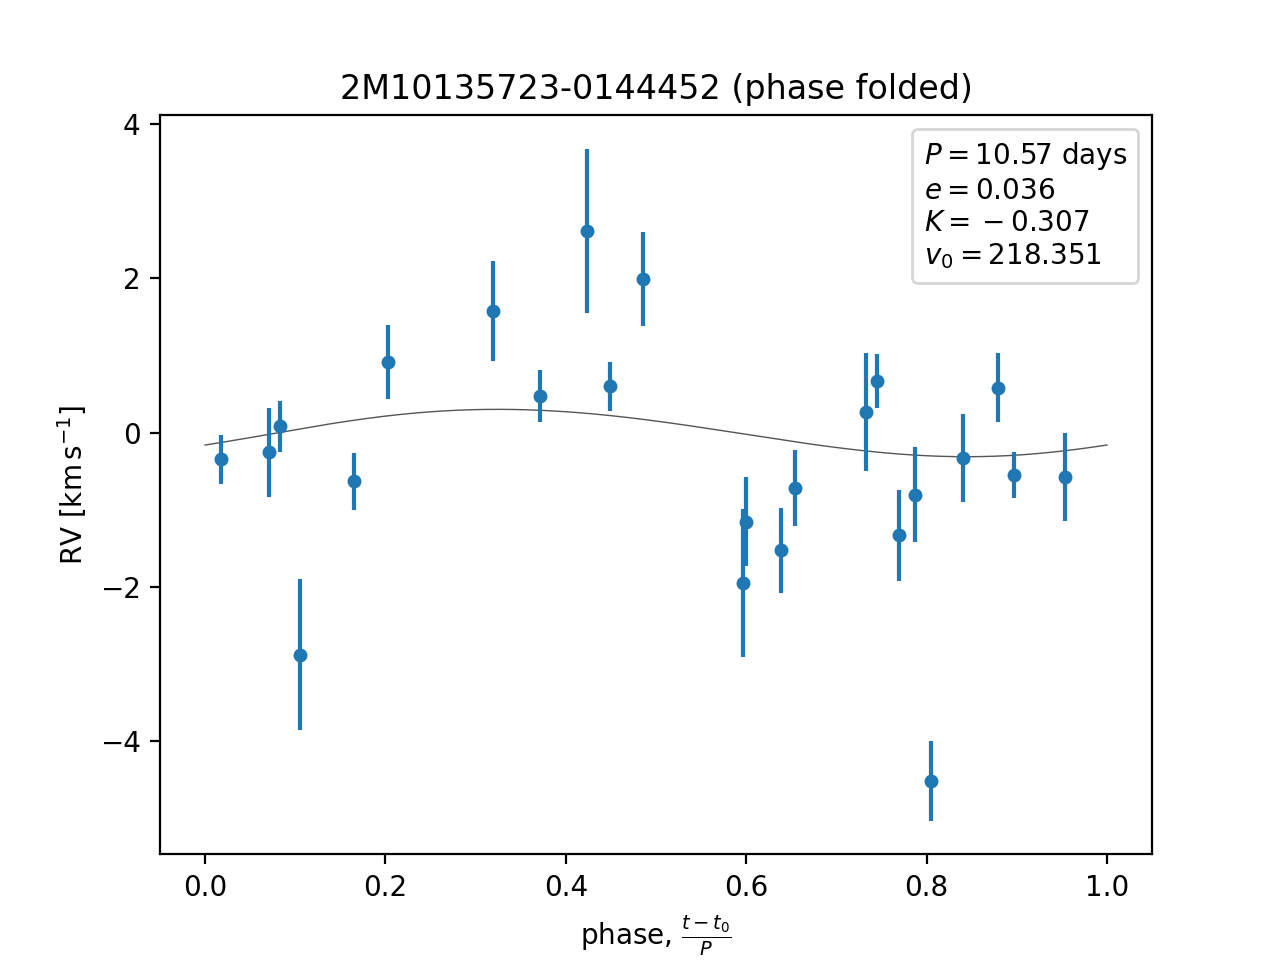 2M10135723-0144452 (phase folded)
P = 10.57 days
e = 0.036
K = −0.307
v₀ = 218.351
4
2
0
−2
−4
RV [km s⁻¹]
0.0 0.2 0.4 0.6 0.8 1.0
phase, (t − t₀)/P